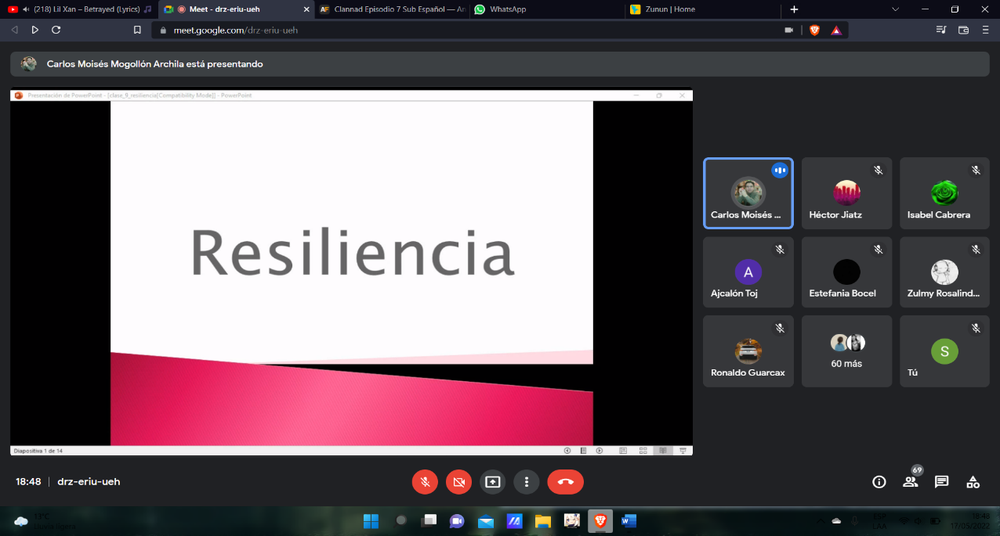 (218) Lil Xan – Betrayed (Lyrics)
Meet - drz-eriu-ueh
Clannad Episodio 7 Sub Español — An
WhatsApp
Zunun | Home
meet.google.com/drz-eriu-ueh
Carlos Moisés Mogollón Archila está presentando
Presentación de PowerPoint - [clase_9_resiliencia[Compatibility Mode]] - PowerPoint
Resiliencia
Diapositiva 1 de 14
Carlos Moisés ...
Héctor Jiatz
Isabel Cabrera
A
Ajcalón Toj
Estefania Bocel
Zulmy Rosalind...
Ronaldo Guarcax
60 más
S
Tú
18:48 | drz-eriu-ueh
69
13°C
ESP
LAA
18:48
17/05/2022